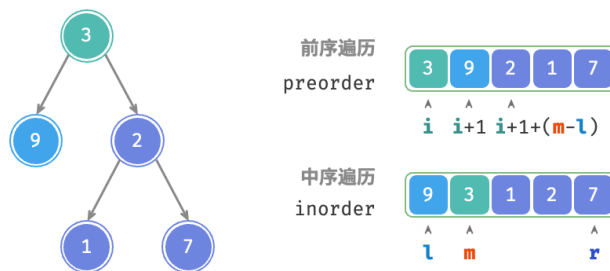 3
9
2
1
7
前序遍历
preorder
3 9 2 1 7
i i+1 i+1+(m-l)
中序遍历
inorder
9 3 1 2 7
l m r